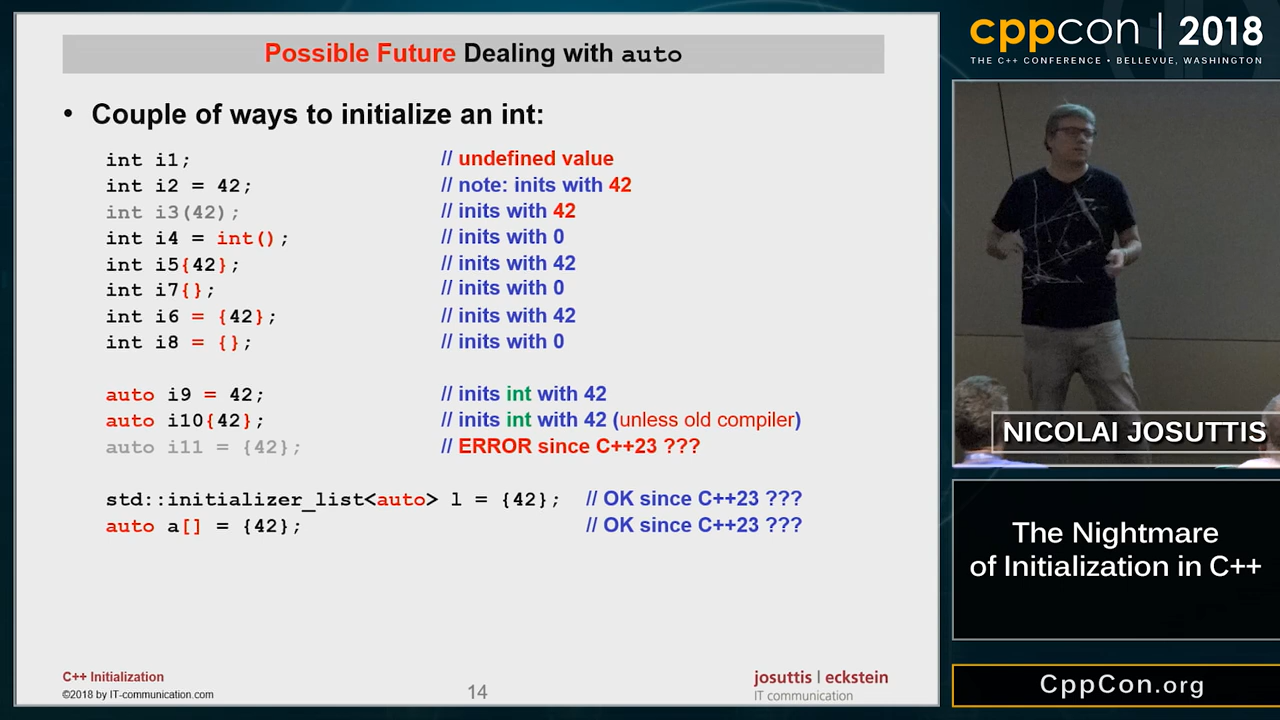 Possible Future Dealing with auto
• Couple of ways to initialize an int:
int i1; // undefined value
int i2 = 42; // note: inits with 42
int i3(42); // inits with 42
int i4 = int(); // inits with 0
int i5{42}; // inits with 42
int i7{}; // inits with 0
int i6 = {42}; // inits with 42
int i8 = {}; // inits with 0
auto i9 = 42; // inits int with 42
auto i10{42}; // inits int with 42 (unless old compiler)
auto i11 = {42}; // ERROR since C++23 ???
std::initializer_list<auto> l = {42}; // OK since C++23 ???
auto a[] = {42}; // OK since C++23 ???
C++ Initialization
©2018 by IT-communication.com
14
josuttis | eckstein
IT communication
cppcon | 2018
THE C++ CONFERENCE • BELLEVUE, WASHINGTON
NICOLAI JOSUTTIS
The Nightmare
of Initialization in C++
CppCon.org